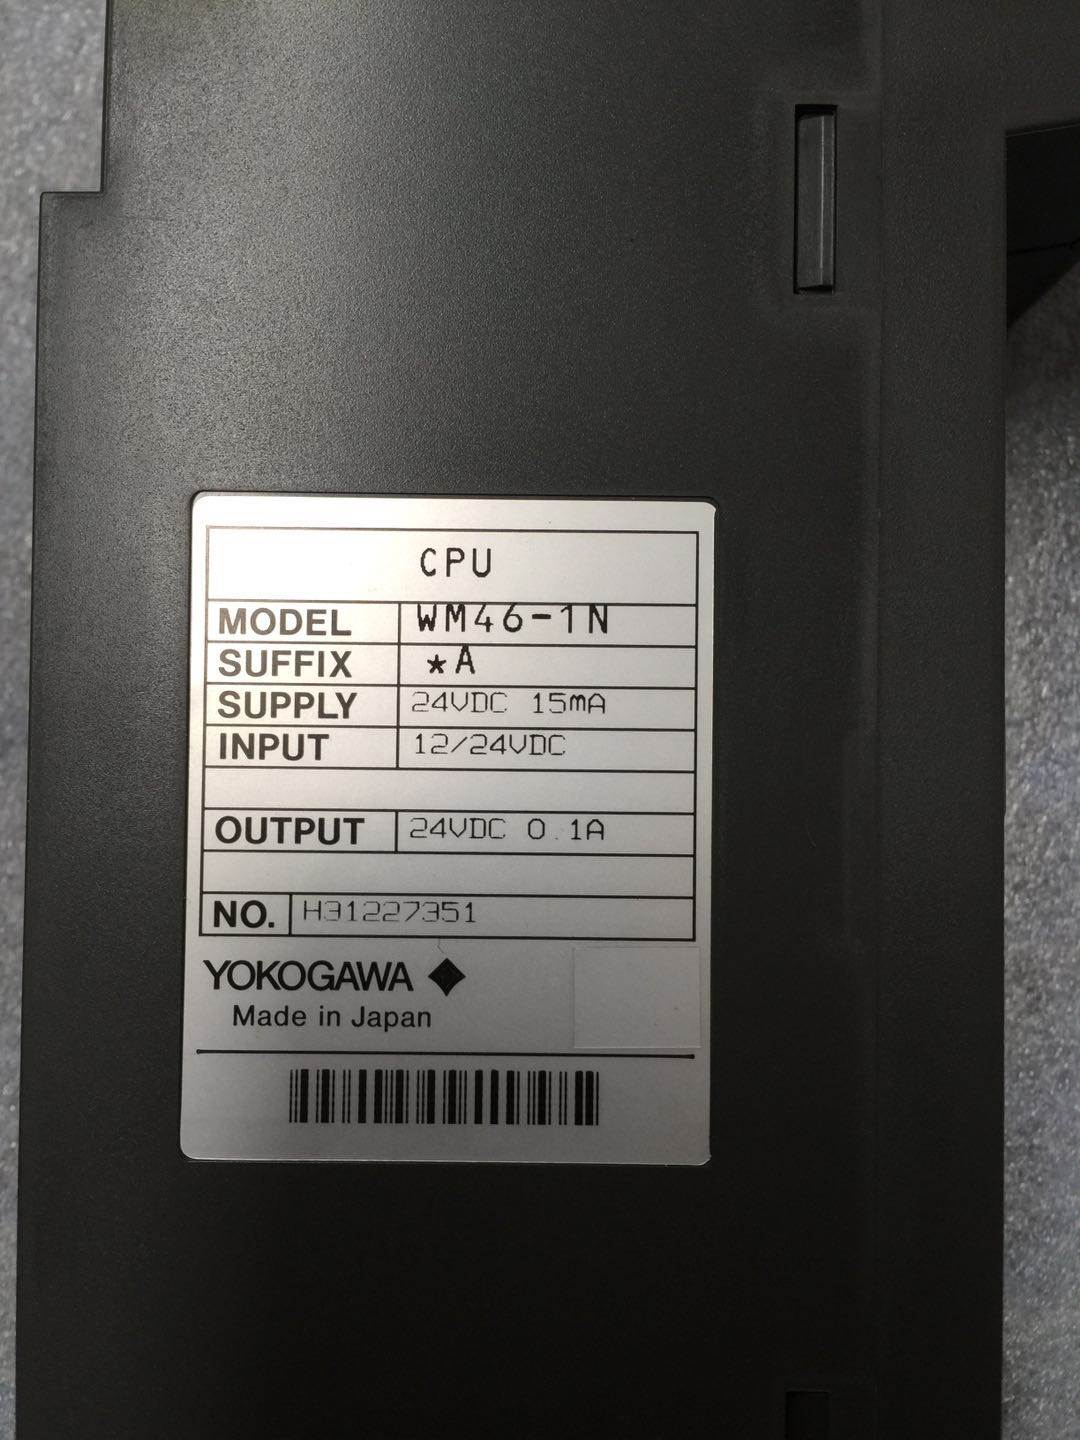 CPU
MODEL WM46-1N
SUFFIX *A
SUPPLY 24VDC 15mA
INPUT 12/24VDC
OUTPUT 24VDC 0.1A
NO. H31227351
YOKOGAWA
Made in Japan